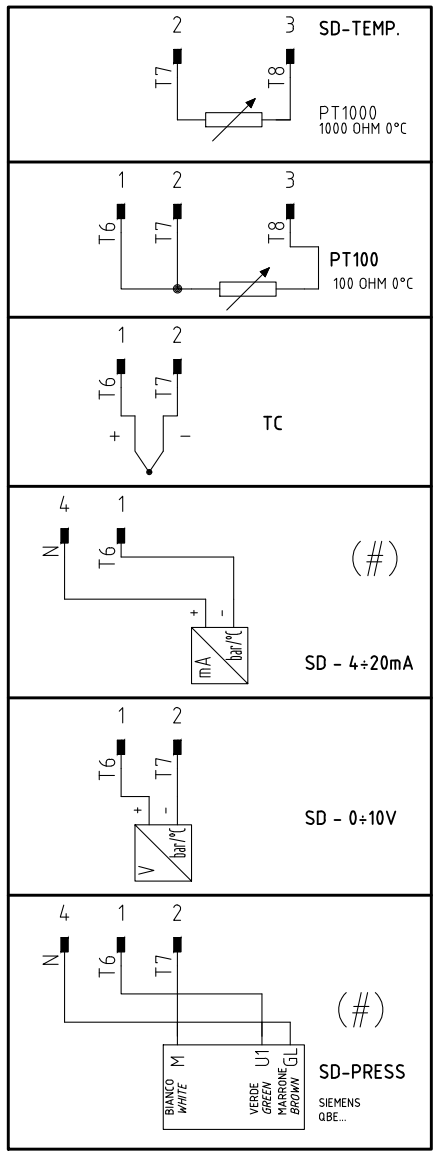 2 3 SD-TEMP.
T7 T8
PT1000
1000 OHM 0°C
1 2 3
T6 T7 T8
PT100
100 OHM 0°C
1 2
T6 T7
+ -
TC
4 1
N T6
(#)
+ -
mA bar/°C
SD - 4÷20mA
1 2
T6 T7
+ -
V bar/°C
SD - 0÷10V
4 1 2
N T6 T7
(#)
M U1 GL
BIANCO
WHITE
VERDE
GREEN
MARRONE
BROWN
SD-PRESS
SIEMENS
QBE...